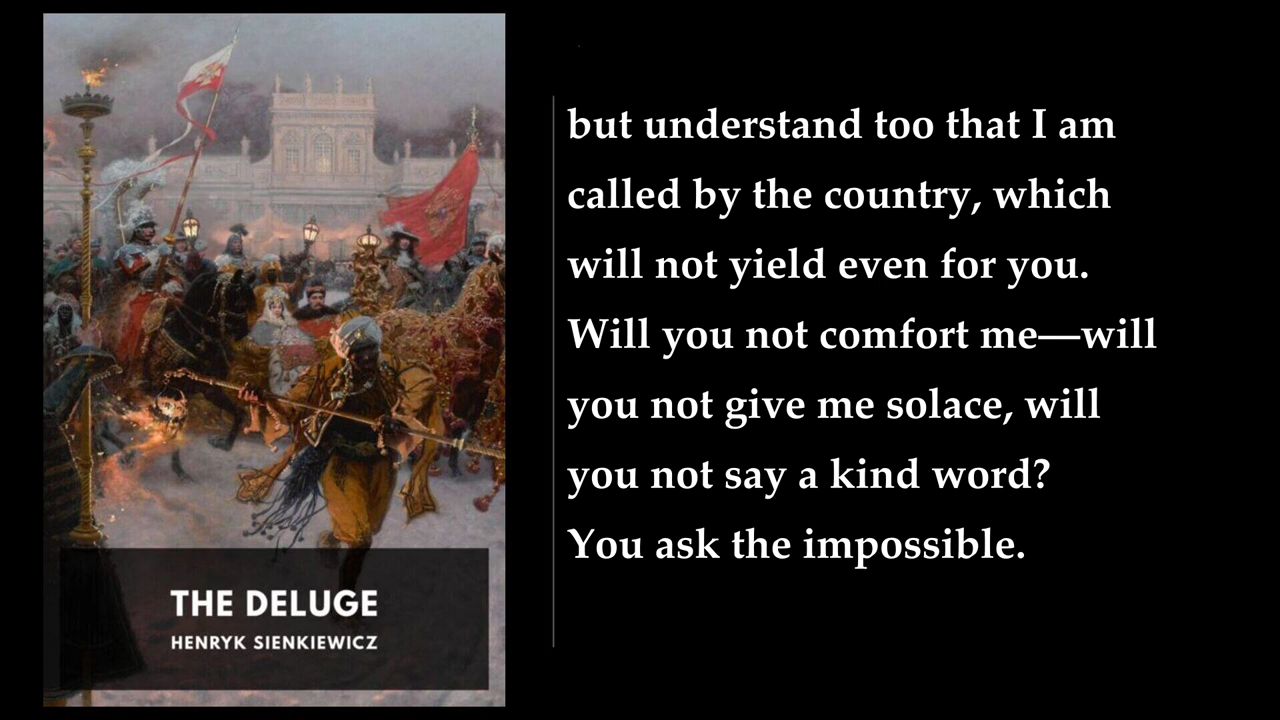 THE DELUGE
HENRYK SIENKIEWICZ
but understand too that I am
called by the country, which
will not yield even for you.
Will you not comfort me—will
you not give me solace, will
you not say a kind word?
You ask the impossible.